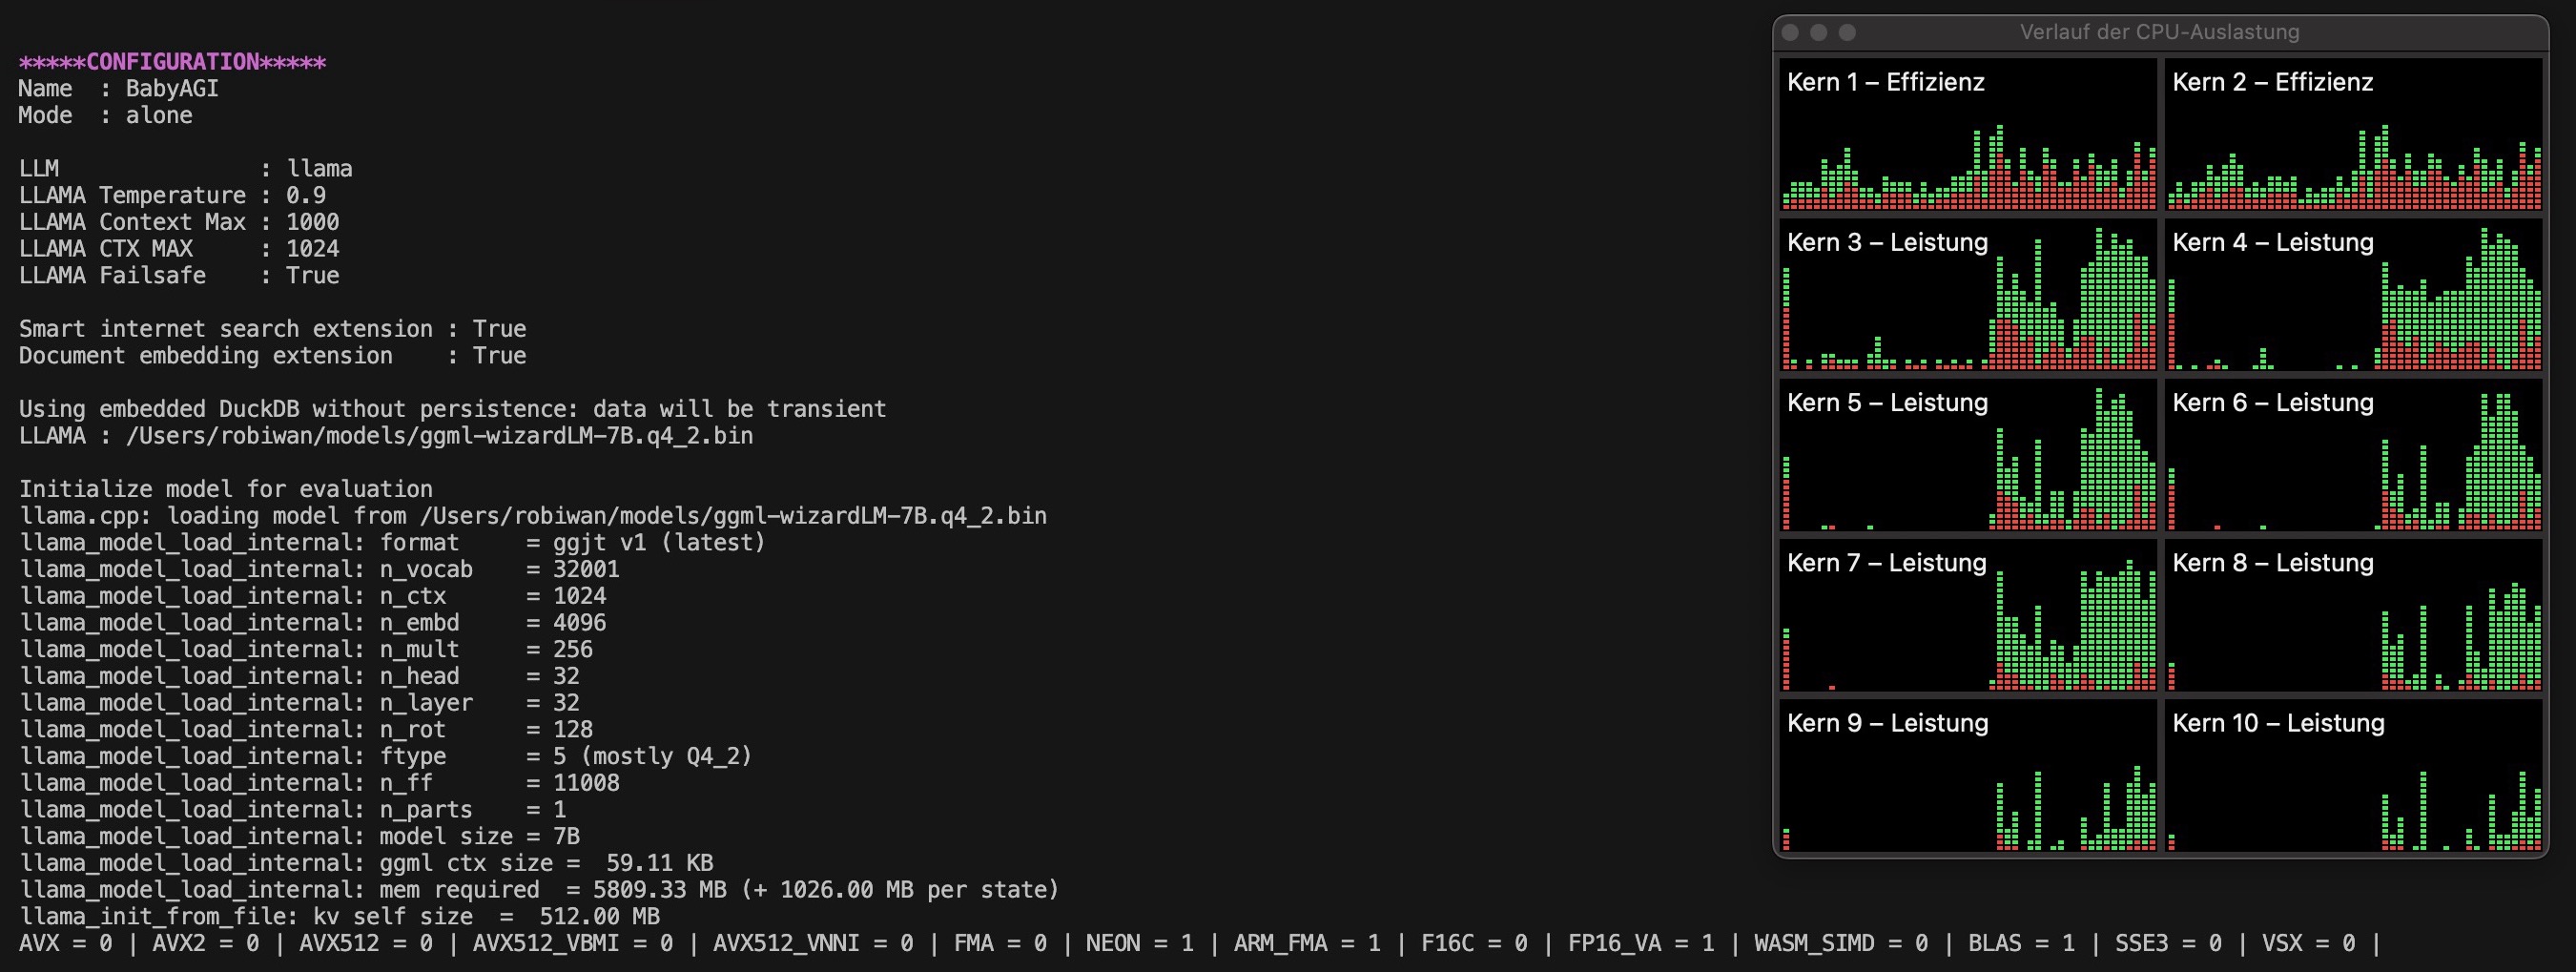 *****CONFIGURATION*****
Name  : BabyAGI
Mode  : alone
LLM               : llama
LLAMA Temperature : 0.9
LLAMA Context Max : 1000
LLAMA CTX MAX     : 1024
LLAMA Failsafe    : True
Smart internet search extension : True
Document embedding extension    : True
Using embedded DuckDB without persistence: data will be transient
LLAMA : /Users/robiwan/models/ggml-wizardLM-7B.q4_2.bin
Initialize model for evaluation
llama.cpp: loading model from /Users/robiwan/models/ggml-wizardLM-7B.q4_2.bin
llama_model_load_internal: format     = ggjt v1 (latest)
llama_model_load_internal: n_vocab    = 32001
llama_model_load_internal: n_ctx      = 1024
llama_model_load_internal: n_embd     = 4096
llama_model_load_internal: n_mult     = 256
llama_model_load_internal: n_head     = 32
llama_model_load_internal: n_layer    = 32
llama_model_load_internal: n_rot      = 128
llama_model_load_internal: ftype      = 5 (mostly Q4_2)
llama_model_load_internal: n_ff       = 11008
llama_model_load_internal: n_parts    = 1
llama_model_load_internal: model size = 7B
llama_model_load_internal: ggml ctx size =  59.11 KB
llama_model_load_internal: mem required  = 5809.33 MB (+ 1026.00 MB per state)
llama_init_from_file: kv self size  =  512.00 MB
AVX = 0 | AVX2 = 0 | AVX512 = 0 | AVX512_VBMI = 0 | AVX512_VNNI = 0 | FMA = 0 | NEON = 1 | ARM_FMA = 1 | F16C = 0 | FP16_VA = 1 | WASM_SIMD = 0 | BLAS = 1 | SSE3 = 0 | VSX = 0 |
Verlauf der CPU-Auslastung
Kern 1 – Effizienz
Kern 2 – Effizienz
Kern 3 – Leistung
Kern 4 – Leistung
Kern 5 – Leistung
Kern 6 – Leistung
Kern 7 – Leistung
Kern 8 – Leistung
Kern 9 – Leistung
Kern 10 – Leistung